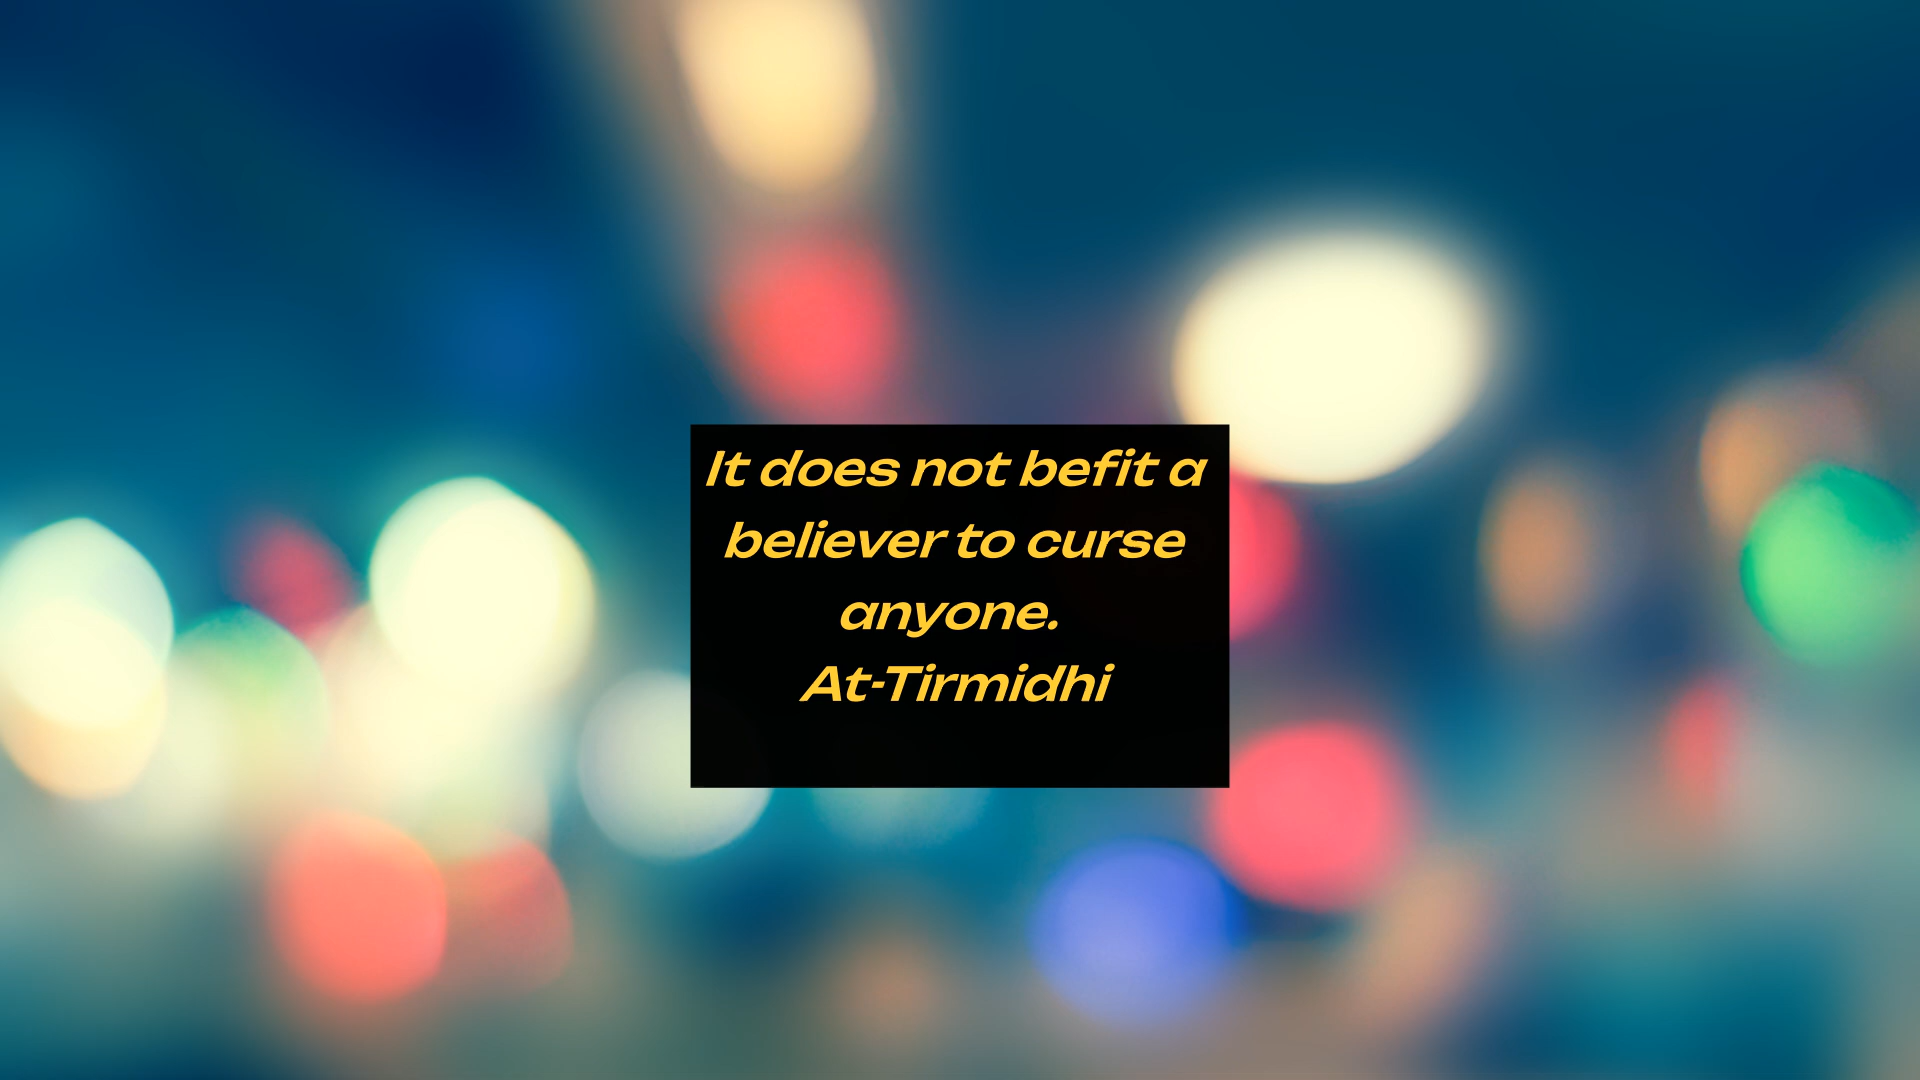 It does not befit a
believer to curse
anyone.
At-Tirmidhi